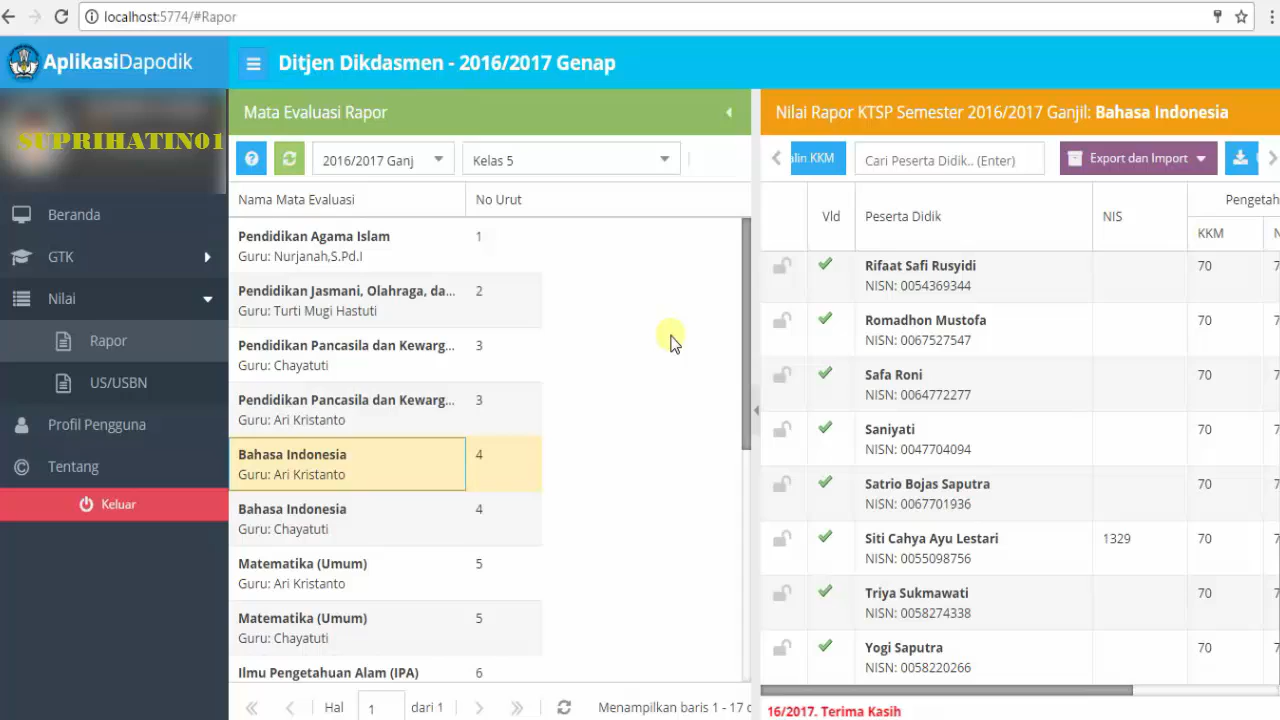 localhost:5774/#Rapor
AplikasiDapodik
Ditjen Dikdasmen - 2016/2017 Genap
SUPRIHATIN01
Beranda
GTK
Nilai
Rapor
US/USBN
Profil Pengguna
Tentang
Keluar
Mata Evaluasi Rapor
2016/2017 Ganj
Kelas 5
Nama Mata Evaluasi No Urut
Pendidikan Agama Islam 1
Guru: Nurjanah,S.Pd.I
Pendidikan Jasmani, Olahraga, da... 2
Guru: Turti Mugi Hastuti
Pendidikan Pancasila dan Kewarg... 3
Guru: Chayatuti
Pendidikan Pancasila dan Kewarg... 3
Guru: Ari Kristanto
Bahasa Indonesia 4
Guru: Ari Kristanto
Bahasa Indonesia 4
Guru: Chayatuti
Matematika (Umum) 5
Guru: Ari Kristanto
Matematika (Umum) 5
Guru: Chayatuti
Ilmu Pengetahuan Alam (IPA) 6
Hal 1 dari 1 Menampilkan baris 1 - 17 d
Nilai Rapor KTSP Semester 2016/2017 Ganjil: Bahasa Indonesia
KKM Cari Peserta Didik.. (Enter) Export dan Import
Vld Peserta Didik NIS Pengetah
KKM N
Rifaat Safi Rusyidi 70 7
NISN: 0054369344
Romadhon Mustofa 70 7
NISN: 0067527547
Safa Roni 70 7
NISN: 0064772277
Saniyati 70 7
NISN: 0047704094
Satrio Bojas Saputra 70 7
NISN: 0067701936
Siti Cahya Ayu Lestari 1329 70 7
NISN: 0055098756
Triya Sukmawati 70 7
NISN: 0058274338
Yogi Saputra 70 7
NISN: 0058220266
16/2017. Terima Kasih